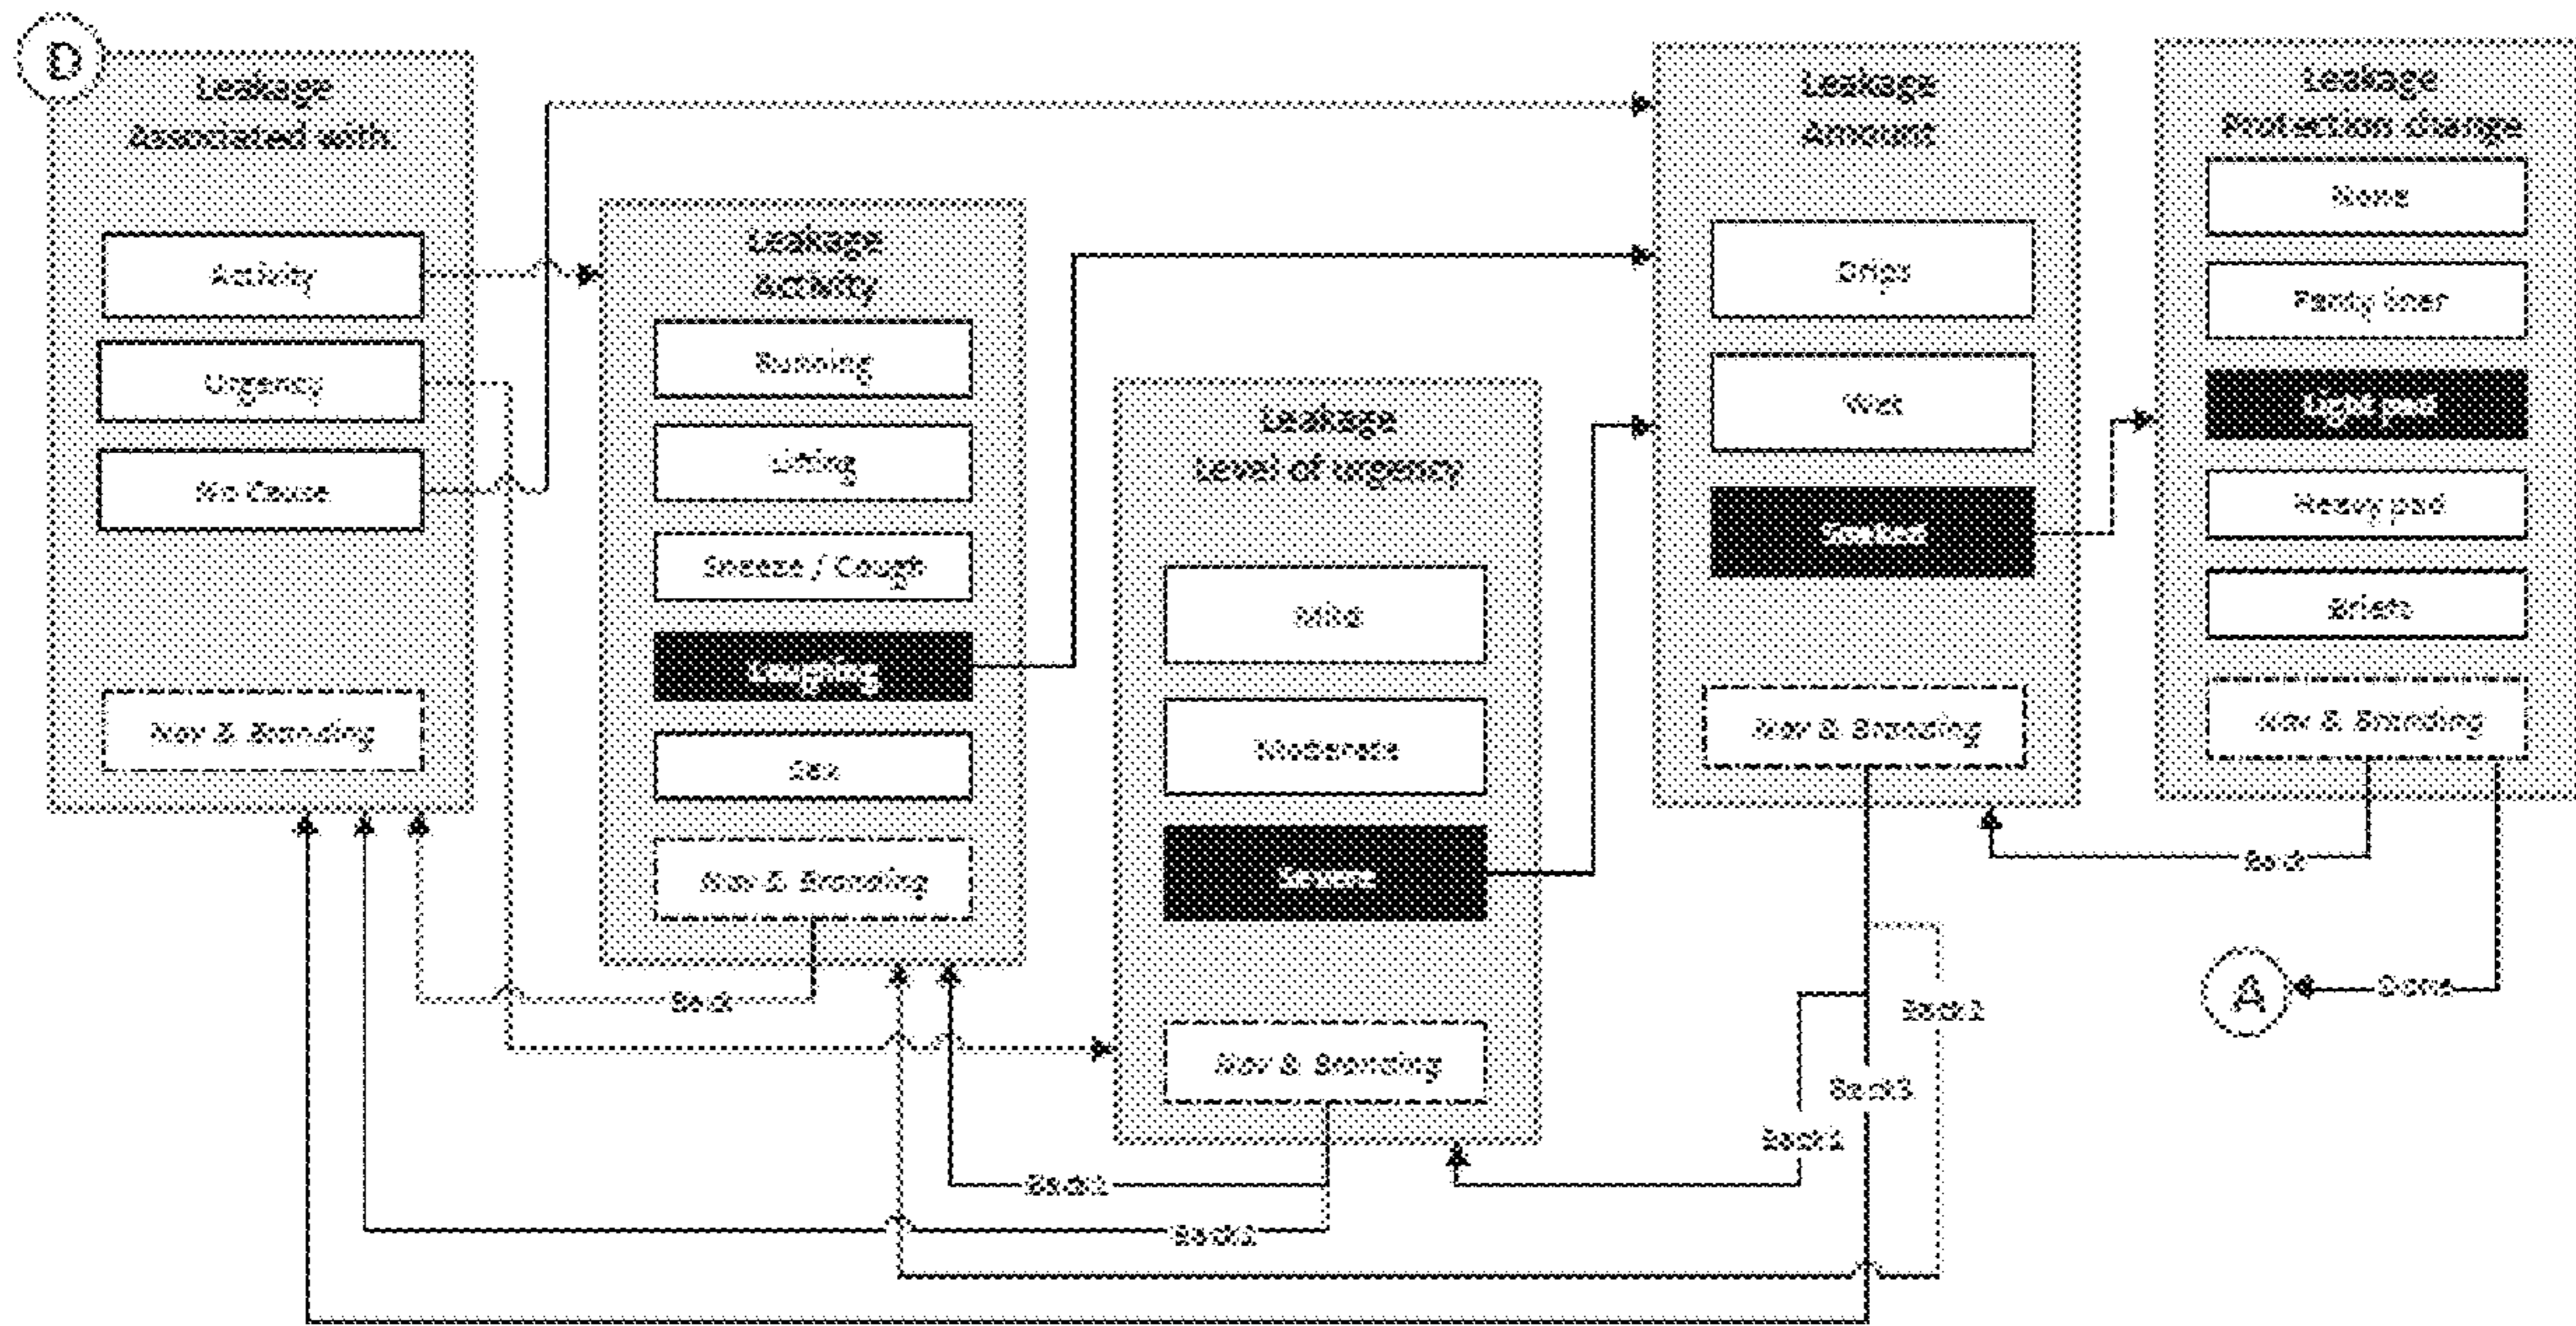 D
Leakage
Associated with
Activity
Urgency
No Cause
Nav & Branding
Leakage
Activity
Running
Lifting
Sneeze / Cough
Laughing
Sex
Nav & Branding
Back
Leakage
Level of urgency
Mild
Moderate
Severe
Nav & Branding
Back1
Back2
Leakage
Amount
Drips
Wet
Soaked
Nav & Branding
Back2
Back3
Back1
Leakage
Protection change
None
Panty liner
Light pad
Heavy pad
Briefs
Nav & Branding
Back
A
Done